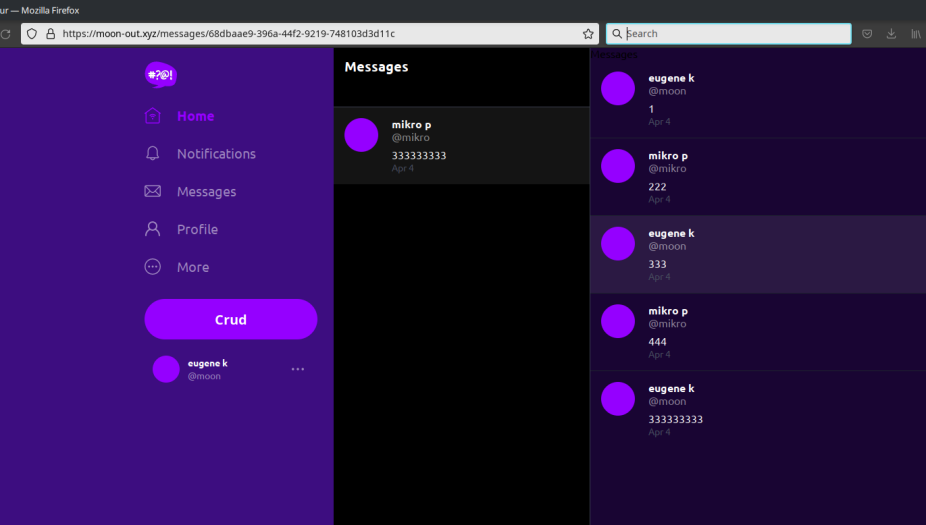 ur — Mozilla Firefox
https://moon-out.xyz/messages/68dbaae9-396a-44f2-9219-748103d3d11c
Search
#?@!
Home
Notifications
Messages
Profile
More
Crud
eugene k
@moon
Messages
mikro p
@mikro
333333333
Apr 4
Messages
eugene k
@moon
1
Apr 4
mikro p
@mikro
222
Apr 4
eugene k
@moon
333
Apr 4
mikro p
@mikro
444
Apr 4
eugene k
@moon
333333333
Apr 4